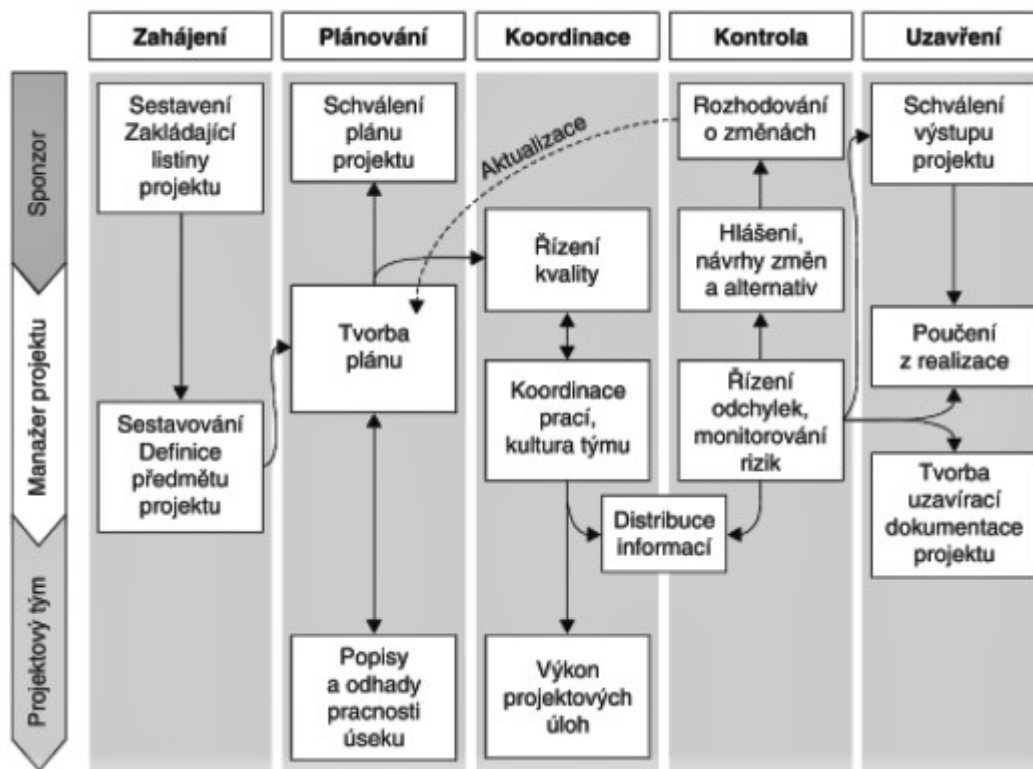 Zahájení
Plánování
Koordinace
Kontrola
Uzavření
Sponzor
Manažer projektu
Projektový tým
Sestavení
Zakládající
listiny
projektu
Sestavování
Definice
předmětu
projektu
Schválení
plánu
projektu
Aktualizace
Tvorba
plánu
Popisy
a odhady
pracnosti
úseku
Řízení
kvality
Koordinace
prací,
kultura týmu
Distribuce
informací
Výkon
projektových
úloh
Rozhodování
o změnách
Hlášení,
návrhy změn
a alternativ
Řízení
odchylek,
monitorování
rizik
Schválení
výstupu
projektu
Poučení
z realizace
Tvorba
uzavírací
dokumentace
projektu